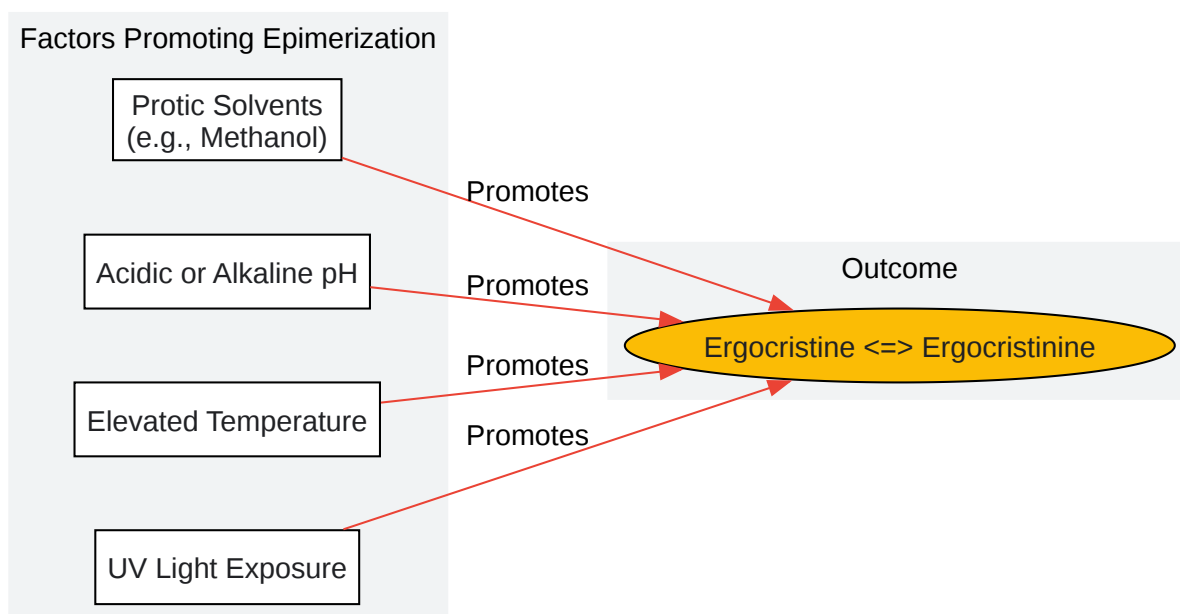 Factors Promoting Epimerization
Protic Solvents
(e.g., Methanol)
Promotes
Acidic or Alkaline pH
Promotes
Outcome
Ergocristine <=> Ergocristinine
Elevated Temperature
Promotes
UV Light Exposure
Promotes